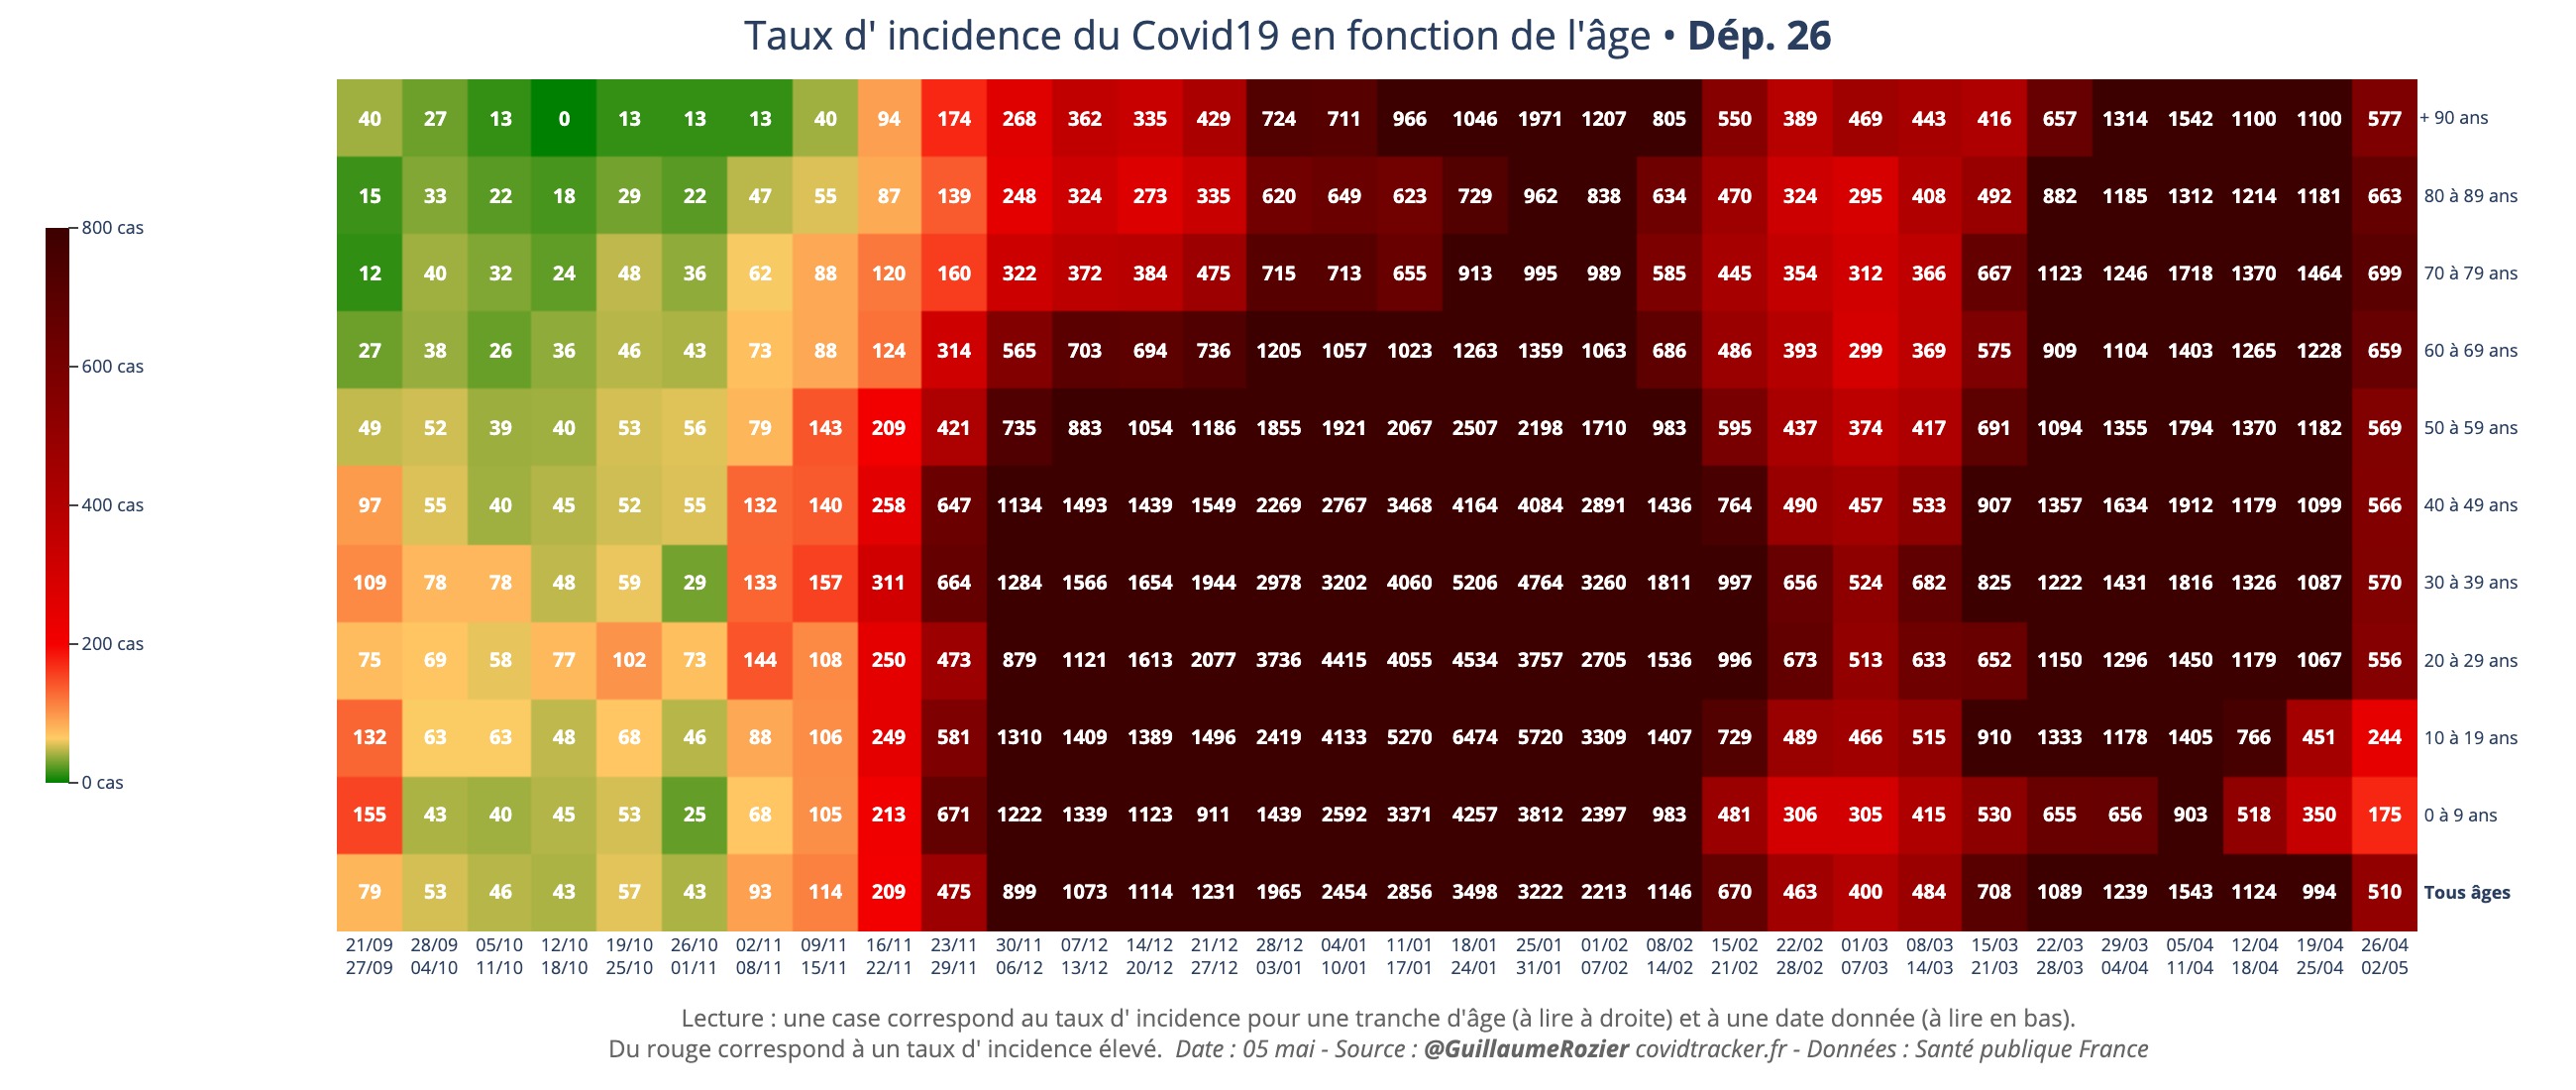 Taux d' incidence du Covid19 en fonction de l'âge • Dép. 26
800 cas
600 cas
400 cas
200 cas
0 cas
40 27 13 0 13 13 13 40 94 174 268 362 335 429 724 711 966 1046 1971 1207 805 550 389 469 443 416 657 1314 1542 1100 1100 577 + 90 ans
15 33 22 18 29 22 47 55 87 139 248 324 273 335 620 649 623 729 962 838 634 470 324 295 408 492 882 1185 1312 1214 1181 663 80 à 89 ans
12 40 32 24 48 36 62 88 120 160 322 372 384 475 715 713 655 913 995 989 585 445 354 312 366 667 1123 1246 1718 1370 1464 699 70 à 79 ans
27 38 26 36 46 43 73 88 124 314 565 703 694 736 1205 1057 1023 1263 1359 1063 686 486 393 299 369 575 909 1104 1403 1265 1228 659 60 à 69 ans
49 52 39 40 53 56 79 143 209 421 735 883 1054 1186 1855 1921 2067 2507 2198 1710 983 595 437 374 417 691 1094 1355 1794 1370 1182 569 50 à 59 ans
97 55 40 45 52 55 132 140 258 647 1134 1493 1439 1549 2269 2767 3468 4164 4084 2891 1436 764 490 457 533 907 1357 1634 1912 1179 1099 566 40 à 49 ans
109 78 78 48 59 29 133 157 311 664 1284 1566 1654 1944 2978 3202 4060 5206 4764 3260 1811 997 656 524 682 825 1222 1431 1816 1326 1087 570 30 à 39 ans
75 69 58 77 102 73 144 108 250 473 879 1121 1613 2077 3736 4415 4055 4534 3757 2705 1536 996 673 513 633 652 1150 1296 1450 1179 1067 556 20 à 29 ans
132 63 63 48 68 46 88 106 249 581 1310 1409 1389 1496 2419 4133 5270 6474 5720 3309 1407 729 489 466 515 910 1333 1178 1405 766 451 244 10 à 19 ans
155 43 40 45 53 25 68 105 213 671 1222 1339 1123 911 1439 2592 3371 4257 3812 2397 983 481 306 305 415 530 655 656 903 518 350 175 0 à 9 ans
79 53 46 43 57 43 93 114 209 475 899 1073 1114 1231 1965 2454 2856 3498 3222 2213 1146 670 463 400 484 708 1089 1239 1543 1124 994 510 Tous âges
21/09 28/09 05/10 12/10 19/10 26/10 02/11 09/11 16/11 23/11 30/11 07/12 14/12 21/12 28/12 04/01 11/01 18/01 25/01 01/02 08/02 15/02 22/02 01/03 08/03 15/03 22/03 29/03 05/04 12/04 19/04 26/04
27/09 04/10 11/10 18/10 25/10 01/11 08/11 15/11 22/11 29/11 06/12 13/12 20/12 27/12 03/01 10/01 17/01 24/01 31/01 07/02 14/02 21/02 28/02 07/03 14/03 21/03 28/03 04/04 11/04 18/04 25/04 02/05
Lecture : une case correspond au taux d' incidence pour une tranche d'âge (à lire à droite) et à une date donnée (à lire en bas).
Du rouge correspond à un taux d' incidence élevé. Date : 05 mai - Source : @GuillaumeRozier covidtracker.fr - Données : Santé publique France